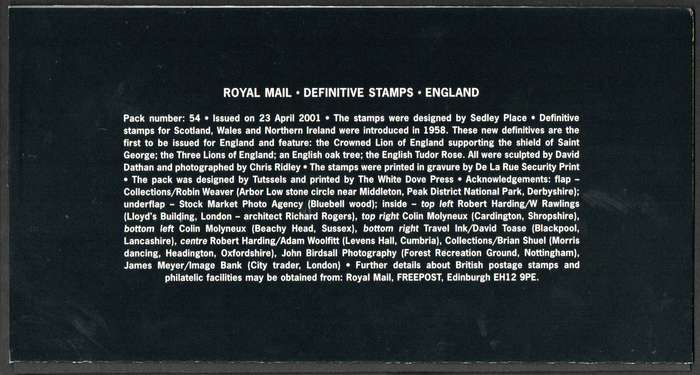 ROYAL MAIL • DEFINITIVE STAMPS • ENGLAND
Pack number: 54 • Issued on 23 April 2001 • The stamps were designed by Sedley Place • Definitive
stamps for Scotland, Wales and Northern Ireland were introduced in 1958. These new definitives are the
first to be issued for England and feature: the Crowned Lion of England supporting the shield of Saint
George; the Three Lions of England; an English oak tree; the English Tudor Rose. All were sculpted by David
Dathan and photographed by Chris Ridley • The stamps were printed in gravure by De La Rue Security Print
• The pack was designed by Tutssels and printed by The White Dove Press • Acknowledgements: flap –
Collections/Robin Weaver (Arbor Low stone circle near Middleton, Peak District National Park, Derbyshire);
underflap – Stock Market Photo Agency (Bluebell wood); inside – top left Robert Harding/W Rawlings
(Lloyd's Building, London – architect Richard Rogers), top right Colin Molyneux (Cardington, Shropshire),
bottom left Colin Molyneux (Beachy Head, Sussex), bottom right Travel Ink/David Toase (Blackpool,
Lancashire), centre Robert Harding/Adam Woolfitt (Levens Hall, Cumbria), Collections/Brian Shuel (Morris
dancing, Headington, Oxfordshire), John Birdsall Photography (Forest Recreation Ground, Nottingham),
James Meyer/Image Bank (City trader, London) • Further details about British postage stamps and
philatelic facilities may be obtained from: Royal Mail, FREEPOST, Edinburgh EH12 9PE.